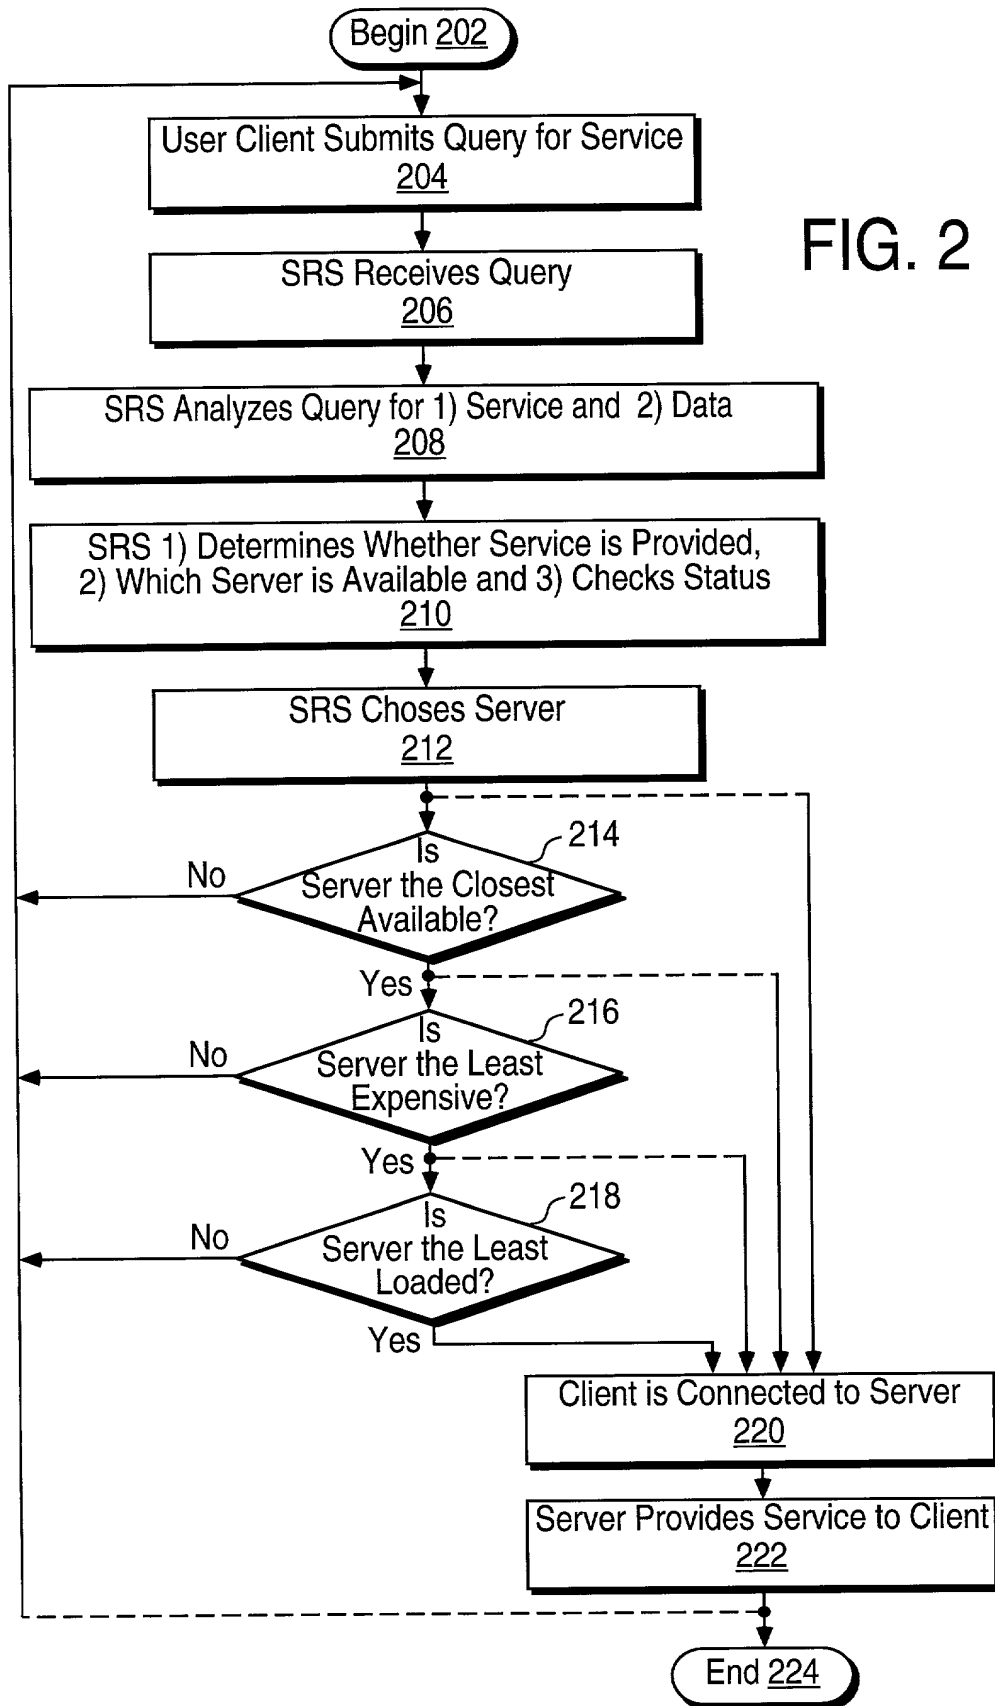 Begin 202
User Client Submits Query for Service
204
FIG. 2
SRS Receives Query
206
SRS Analyzes Query for 1) Service and 2) Data
208
SRS 1) Determines Whether Service is Provided,
2) Which Server is Available and 3) Checks Status
210
SRS Choses Server
212
214
Is
Server the Closest
Available?
No
Yes
216
Is
Server the Least
Expensive?
No
Yes
218
Is
Server the Least
Loaded?
No
Yes
Client is Connected to Server
220
Server Provides Service to Client
222
End 224